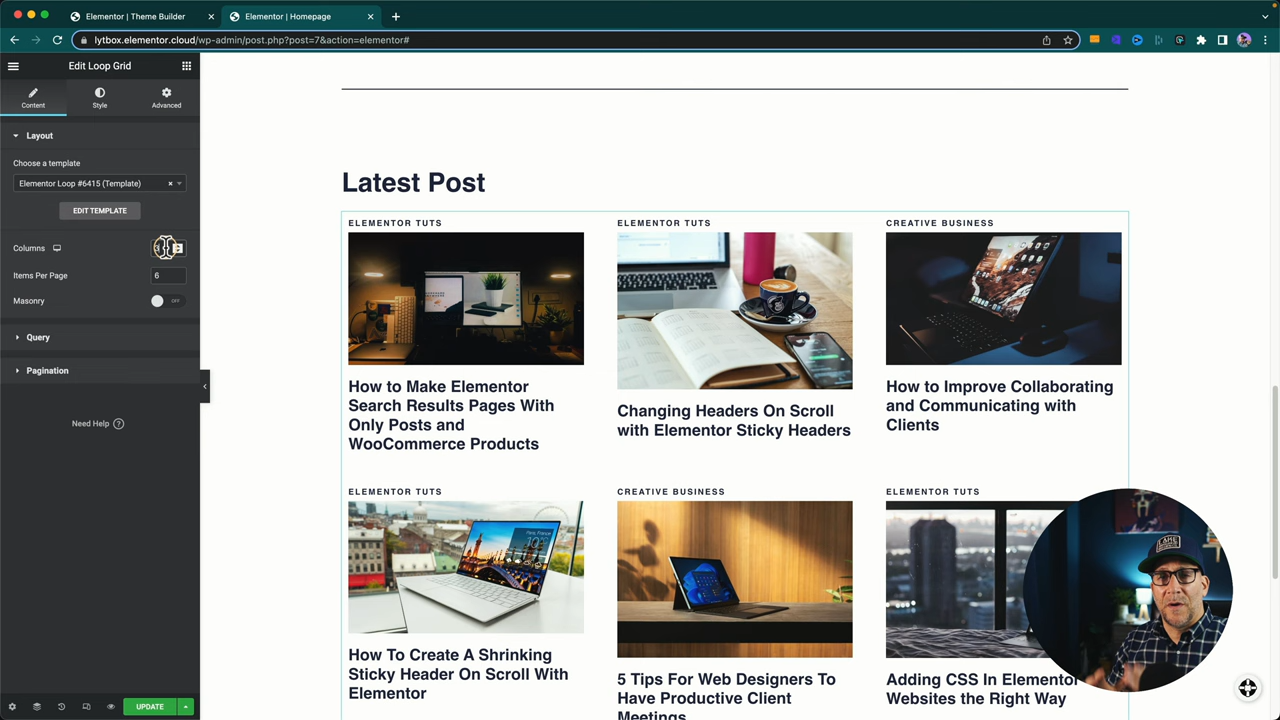 Elementor | Theme Builder
Elementor | Homepage
lytbox.elementor.cloud/wp-admin/post.php?post=7&action=elementor#
Edit Loop Grid
Content
Style
Advanced
Layout
Choose a template
Elementor Loop #6415 (Template)
EDIT TEMPLATE
Columns
Items Per Page
6
Masonry
OFF
Query
Pagination
Need Help
UPDATE
Latest Post
ELEMENTOR TUTS
How to Make Elementor
Search Results Pages With
Only Posts and
WooCommerce Products
ELEMENTOR TUTS
Changing Headers On Scroll
with Elementor Sticky Headers
CREATIVE BUSINESS
How to Improve Collaborating
and Communicating with
Clients
ELEMENTOR TUTS
How To Create A Shrinking
Sticky Header On Scroll With
Elementor
CREATIVE BUSINESS
5 Tips For Web Designers To
Have Productive Client
Meetings
ELEMENTOR TUTS
Adding CSS In Elementor
Websites the Right Way